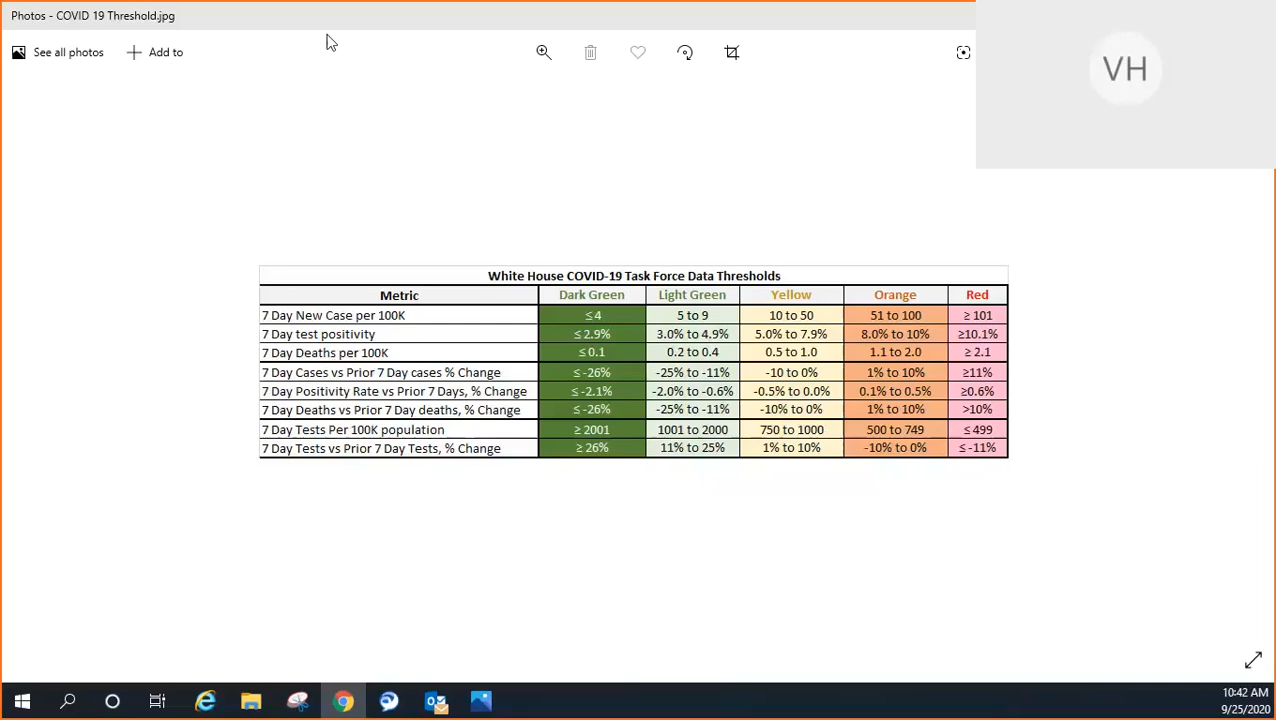 Photos - COVID 19 Threshold.jpg
See all photos
Add to
VH
White House COVID-19 Task Force Data Thresholds
Metric Dark Green Light Green Yellow Orange Red
7 Day New Case per 100K ≤ 4 5 to 9 10 to 50 51 to 100 ≥ 101
7 Day test positivity ≤ 2.9% 3.0% to 4.9% 5.0% to 7.9% 8.0% to 10% ≥10.1%
7 Day Deaths per 100K ≤ 0.1 0.2 to 0.4 0.5 to 1.0 1.1 to 2.0 ≥ 2.1
7 Day Cases vs Prior 7 Day cases % Change ≤ -26% -25% to -11% -10 to 0% 1% to 10% ≥11%
7 Day Positivity Rate vs Prior 7 Days, % Change ≤ -2.1% -2.0% to -0.6% -0.5% to 0.0% 0.1% to 0.5% ≥0.6%
7 Day Deaths vs Prior 7 Day deaths, % Change ≤ -26% -25% to -11% -10% to 0% 1% to 10% >10%
7 Day Tests Per 100K population ≥ 2001 1001 to 2000 750 to 1000 500 to 749 ≤ 499
7 Day Tests vs Prior 7 Day Tests, % Change ≥ 26% 11% to 25% 1% to 10% -10% to 0% ≤ -11%
10:42 AM
9/25/2020